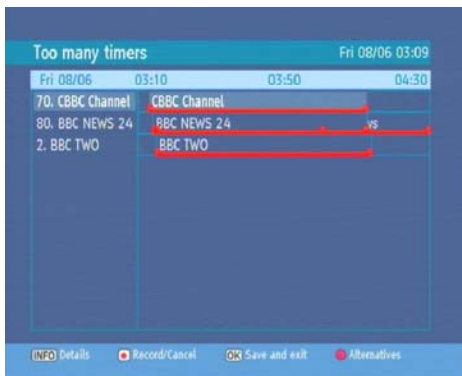 Too many timers Fri 08/06 03:09
Fri 08/06 03:10 03:50 04:30
70. CBBC Channel CBBC Channel
80. BBC NEWS 24 BBC NEWS 24 ws
2. BBC TWO BBC TWO
INFO Details Record/Cancel OK Save and exit Alternatives